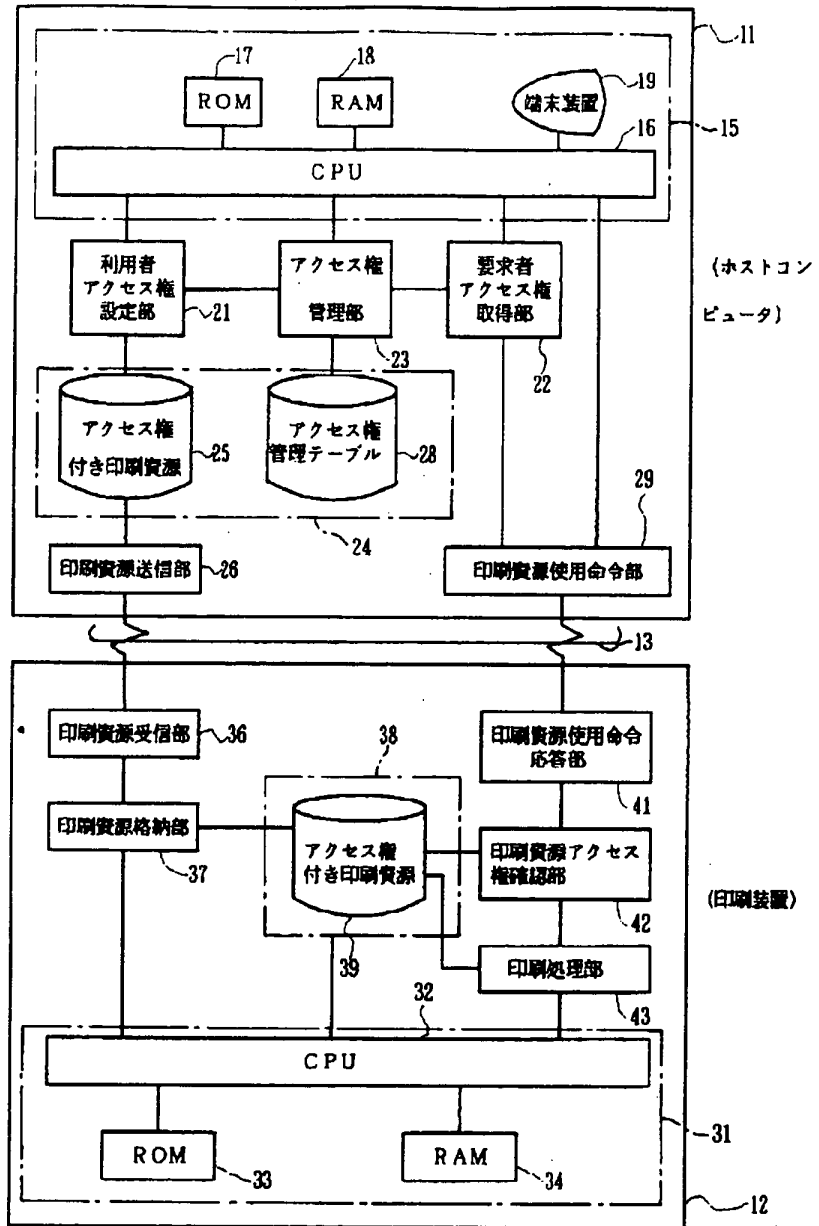 11
17
18
19
ROM
RAM
端末装置
16
15
CPU
利用者
アクセス権
設定部
21
アクセス権
管理部
23
要求者
アクセス権
取得部
22
(ホストコン
ピュータ)
アクセス権
付き印刷資源
25
アクセス権
管理テーブル
28
24
29
印刷資源送信部
26
印刷資源使用命令部
13
印刷資源受信部
36
38
印刷資源使用命令
応答部
41
印刷資源格納部
37
アクセス権
付き印刷資源
39
印刷資源アクセス
権確認部
42
(印刷装置)
印刷処理部
43
32
CPU
31
ROM
33
RAM
34
12